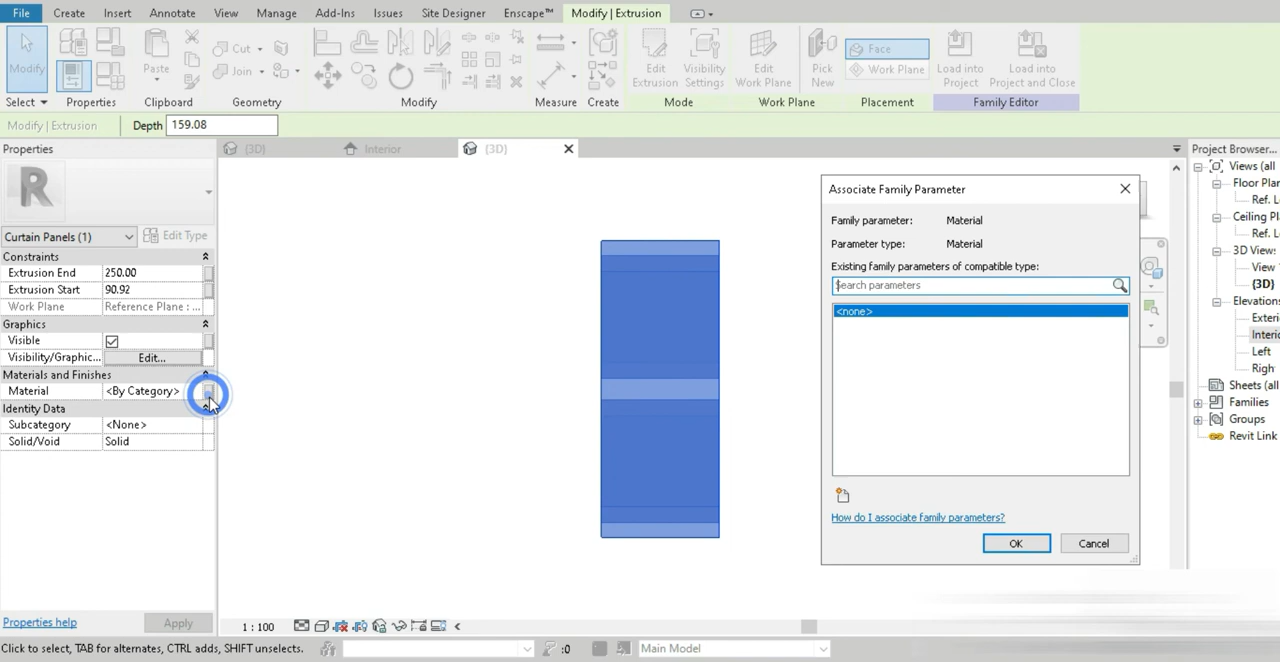 File Create Insert Annotate View Manage Add-Ins Issues Site Designer Enscape™ Modify | Extrusion
Modify
Paste
Cut
Join
Edit Extrusion
Visibility Settings
Edit Work Plane
Pick New
Face
Work Plane
Load into Project
Load into Project and Close
Select Properties Clipboard Geometry Modify Measure Create Mode Work Plane Placement Family Editor
Modify | Extrusion Depth 159.08
Properties
{3D} Interior {3D}
Project Browser...
R
Curtain Panels (1) Edit Type
Constraints
Extrusion End 250.00
Extrusion Start 90.92
Work Plane Reference Plane : ...
Graphics
Visible
Visibility/Graphic... Edit...
Materials and Finishes
Material <By Category>
Identity Data
Subcategory <None>
Solid/Void Solid
Properties help Apply
Associate Family Parameter
Family parameter: Material
Parameter type: Material
Existing family parameters of compatible type:
Search parameters
<none>
How do I associate family parameters?
OK Cancel
Views (all
Floor Plan
Ref. L
Ceiling Pl
Ref. L
3D View:
View
{3D}
Elevations
Exteri
Interio
Left
Righ
Sheets (all
Families
Groups
Revit Link
1 : 100
Click to select, TAB for alternates, CTRL adds, SHIFT unselects. :0 Main Model